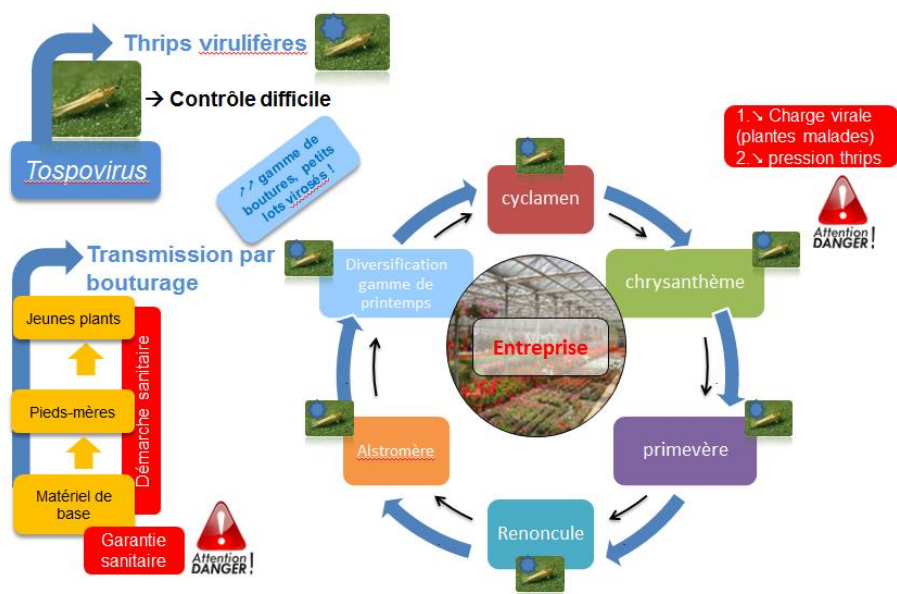 Thrips virulifères
→ Contrôle difficile
Tospovirus
↗↗ gamme de
boutures, petits
lots virosés !
Transmission par
bouturage
Jeunes plants
Pieds-mères
Matériel de
base
Démarche sanitaire
Garantie
sanitaire
Attention
DANGER !
cyclamen
chrysanthème
primevère
Renoncule
Alstromère
Diversification
gamme de
printemps
Entreprise
1.↘ Charge virale
(plantes malades)
2.↘ pression thrips
Attention
DANGER !